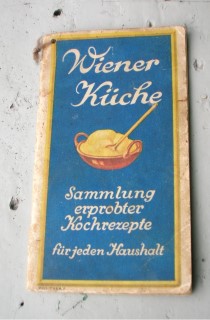 Wiener
Küche
Sammlung
erprobter
Kochrezepte
für jeden Haushalt